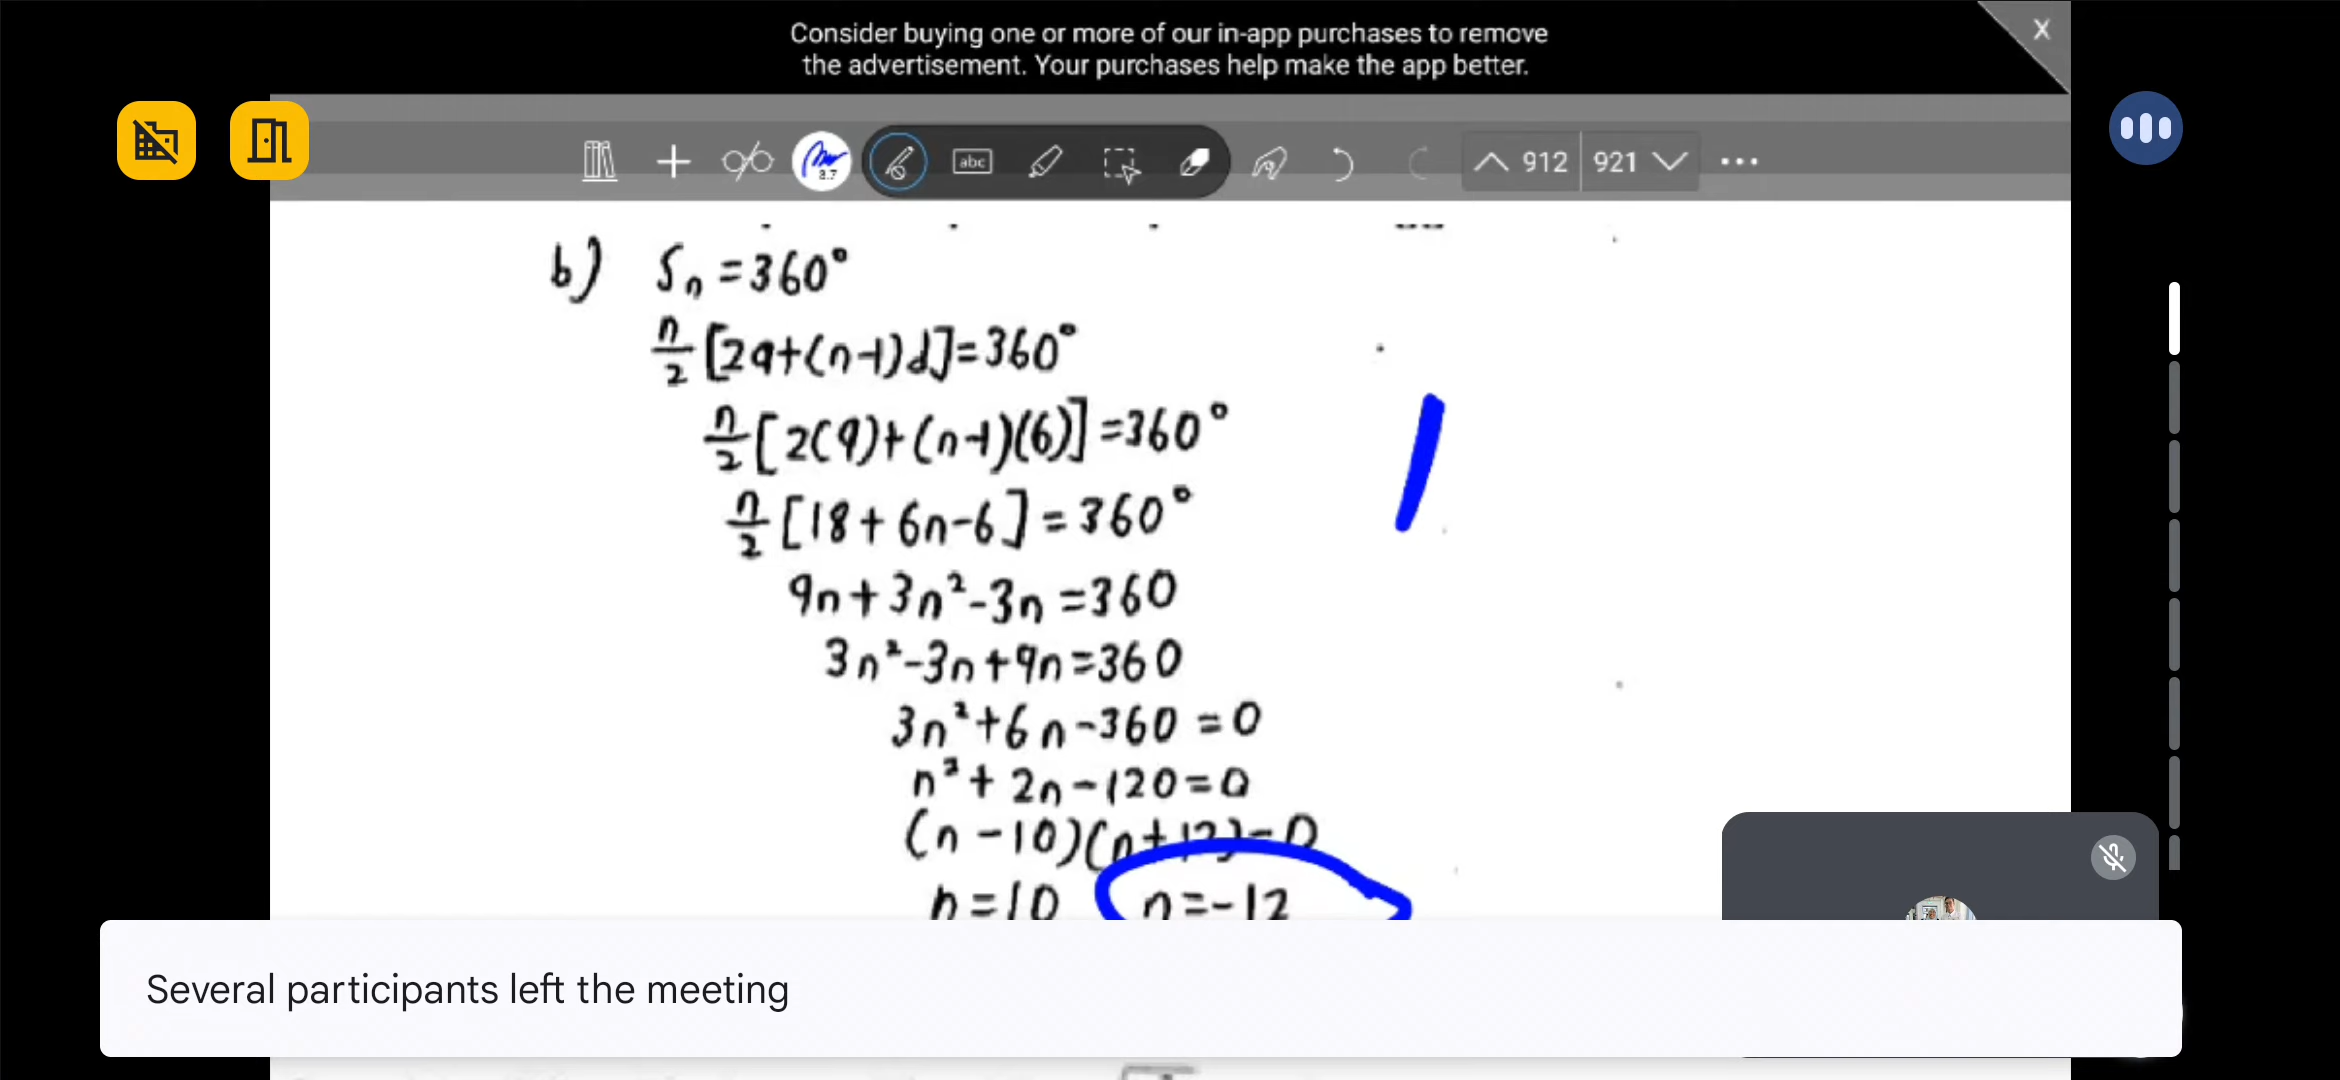 Consider buying one or more of our in-app purchases to remove
the advertisement. Your purchases help make the app better.
X
3.7
abc
912
921
b) Sn = 360°
n/2 [2a+(n-1)d]=360°
n/2 [2(9)+(n-1)(6)]=360°
n/2 [18+6n-6]=360°
9n+3n²-3n=360
3n²-3n+9n=360
3n²+6n-360=0
n²+2n-120=0
(n-10)(n+12)=0
n=10 n=-12
Several participants left the meeting